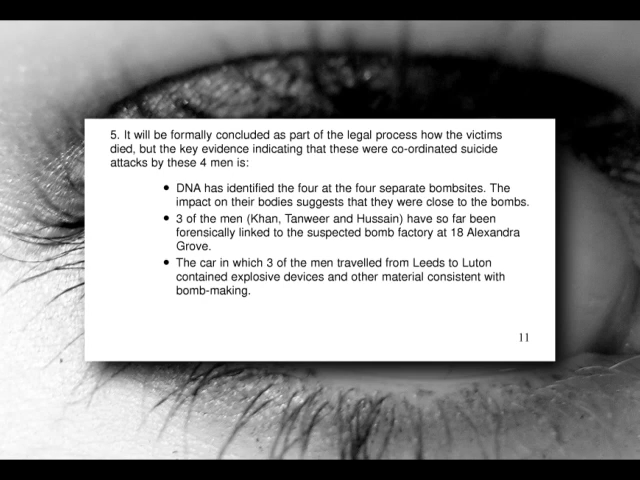 5. It will be formally concluded as part of the legal process how the victims
died, but the key evidence indicating that these were co-ordinated suicide
attacks by these 4 men is:
● DNA has identified the four at the four separate bombsites. The
impact on their bodies suggests that they were close to the bombs.
● 3 of the men (Khan, Tanweer and Hussain) have so far been
forensically linked to the suspected bomb factory at 18 Alexandra
Grove.
● The car in which 3 of the men travelled from Leeds to Luton
contained explosive devices and other material consistent with
bomb-making.
11